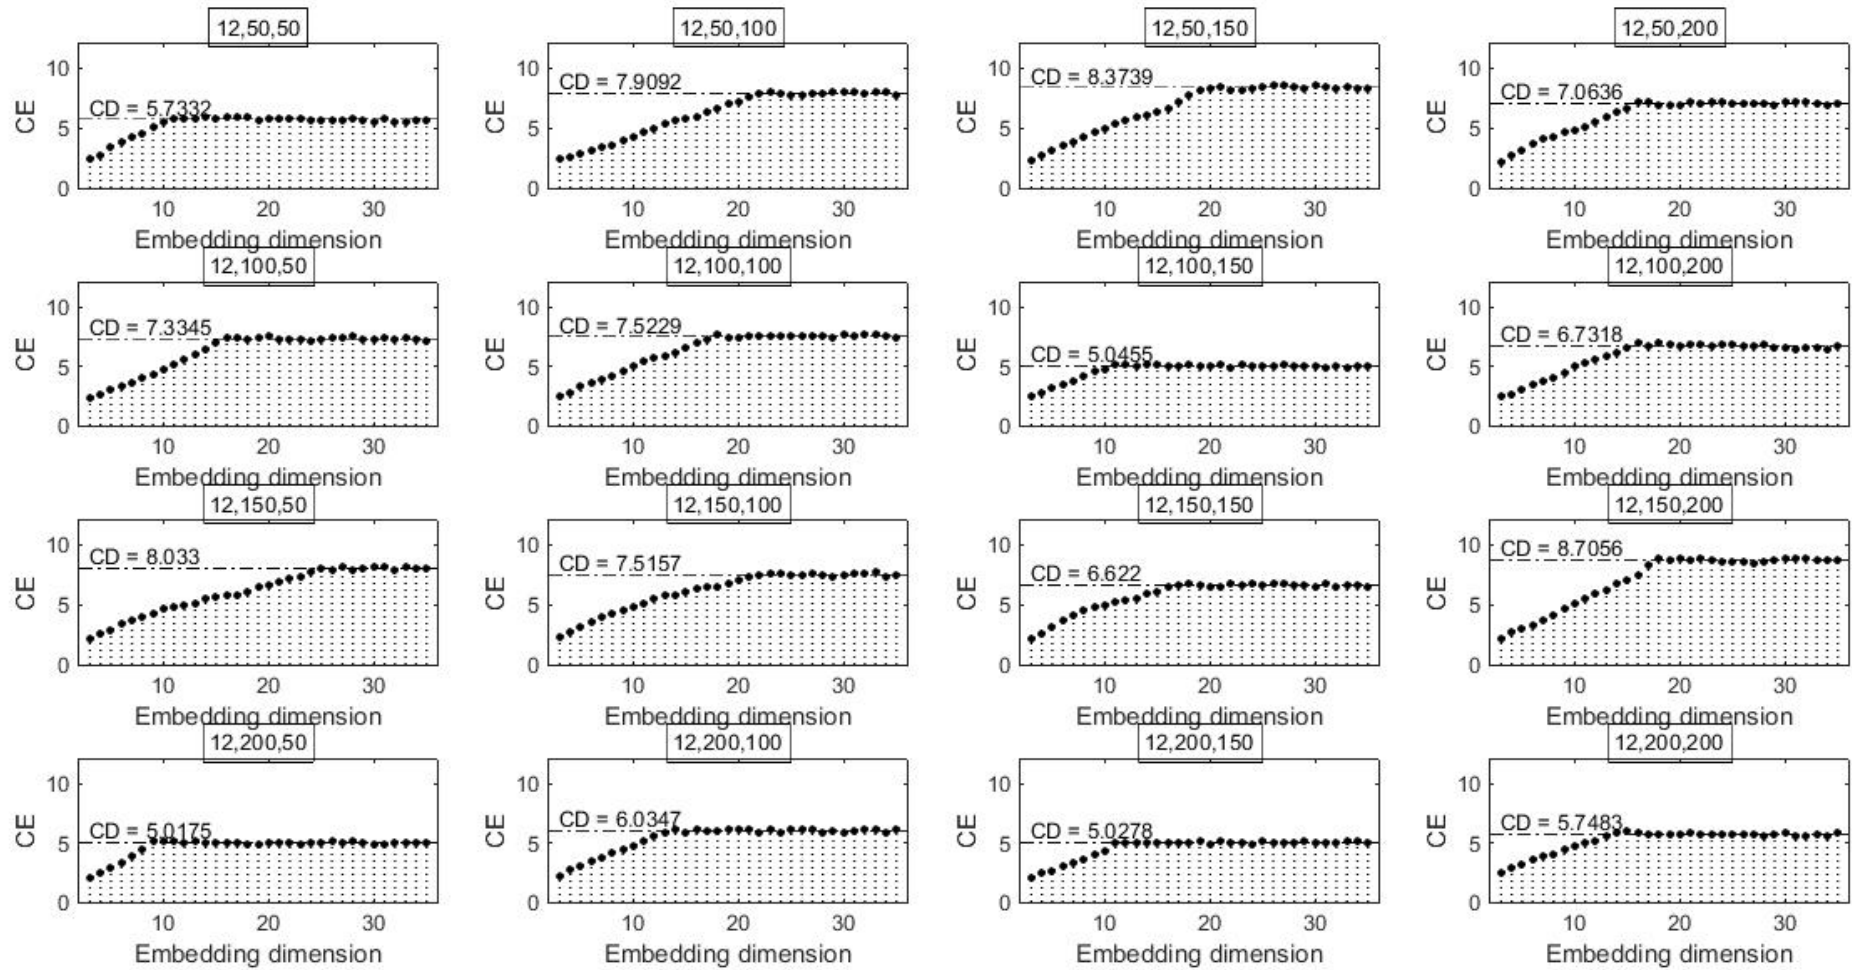 12,50,50
12,50,100
12,50,150
12,50,200
CE
10
5
0
CD = 5.7332
10 20 30
Embedding dimension
CE
10
5
0
CD = 7.9092
10 20 30
Embedding dimension
CE
10
5
0
CD = 8.3739
10 20 30
Embedding dimension
CE
10
5
0
CD = 7.0636
10 20 30
Embedding dimension
12,100,50
12,100,100
12,100,150
12,100,200
CE
10
5
0
CD = 7.3345
10 20 30
Embedding dimension
CE
10
5
0
CD = 7.5229
10 20 30
Embedding dimension
CE
10
5
0
CD = 5.0455
10 20 30
Embedding dimension
CE
10
5
0
CD = 6.7318
10 20 30
Embedding dimension
12,150,50
12,150,100
12,150,150
12,150,200
CE
10
5
0
CD = 8.033
10 20 30
Embedding dimension
CE
10
5
0
CD = 7.5157
10 20 30
Embedding dimension
CE
10
5
0
CD = 6.622
10 20 30
Embedding dimension
CE
10
5
0
CD = 8.7056
10 20 30
Embedding dimension
12,200,50
12,200,100
12,200,150
12,200,200
CE
10
5
0
CD = 5.0175
10 20 30
Embedding dimension
CE
10
5
0
CD = 6.0347
10 20 30
Embedding dimension
CE
10
5
0
CD = 5.0278
10 20 30
Embedding dimension
CE
10
5
0
CD = 5.7483
10 20 30
Embedding dimension